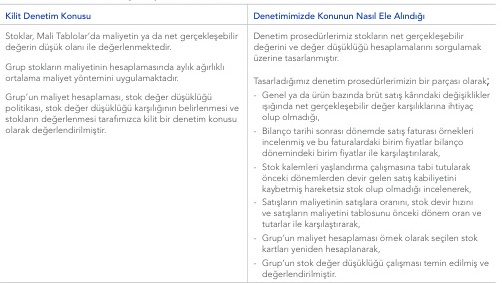 Kilit Denetim Konusu
Stoklar, Mali Tablolar'da maliyetin ya da net gerçekleşebilir
değerin düşük olanı ile değerlenmektedir.
Grup stokların maliyetinin hesaplamasında aylık ağırlıklı
ortalama maliyet yöntemini uygulamaktadır.
Grup'un maliyet hesaplaması, stok değer düşüklüğü
politikası, stok değer düşüklüğü karşılığının belirlenmesi ve
stokların değerlenmesi tarafımızca kilit bir denetim konusu
olarak değerlendirilmiştir.
Denetimimizde Konunun Nasıl Ele Alındığı
Denetim prosedürlerimiz stokların net gerçekleşebilir
değerini ve değer düşüklüğü hesaplamalarını sorgulamak
üzerine tasarlanmıştır.
Tasarladığımız denetim prosedürlerimizin bir parçası olarak;
- Genel ya da ürün bazında brüt satış kârındaki değişiklikler
ışığında net gerçekleşebilir değer karşılıklarına ihtiyaç
olup olmadığı,
- Bilanço tarihi sonrası dönemde satış faturası örnekleri
incelenmiş ve bu faturalardaki birim fiyatlar bilanço
dönemindeki birim fiyatlar ile karşılaştırılarak,
- Stok kalemleri yaşlandırma çalışmasına tabi tutularak
önceki dönemlerden devir gelen satış kabiliyetini
kaybetmiş hareketsiz stok olup olmadığı incelenerek,
- Satışların maliyetinin satışlara oranını, stok devir hızını
ve satışların maliyetini tablosunu önceki dönem oran ve
tutarlar ile karşılaştırarak,
- Grup'un maliyet hesaplaması örnek olarak seçilen stok
kartları yeniden hesaplanarak,
- Grup'un stok değer düşüklüğü çalışması temin edilmiş ve
değerlendirilmiştir.